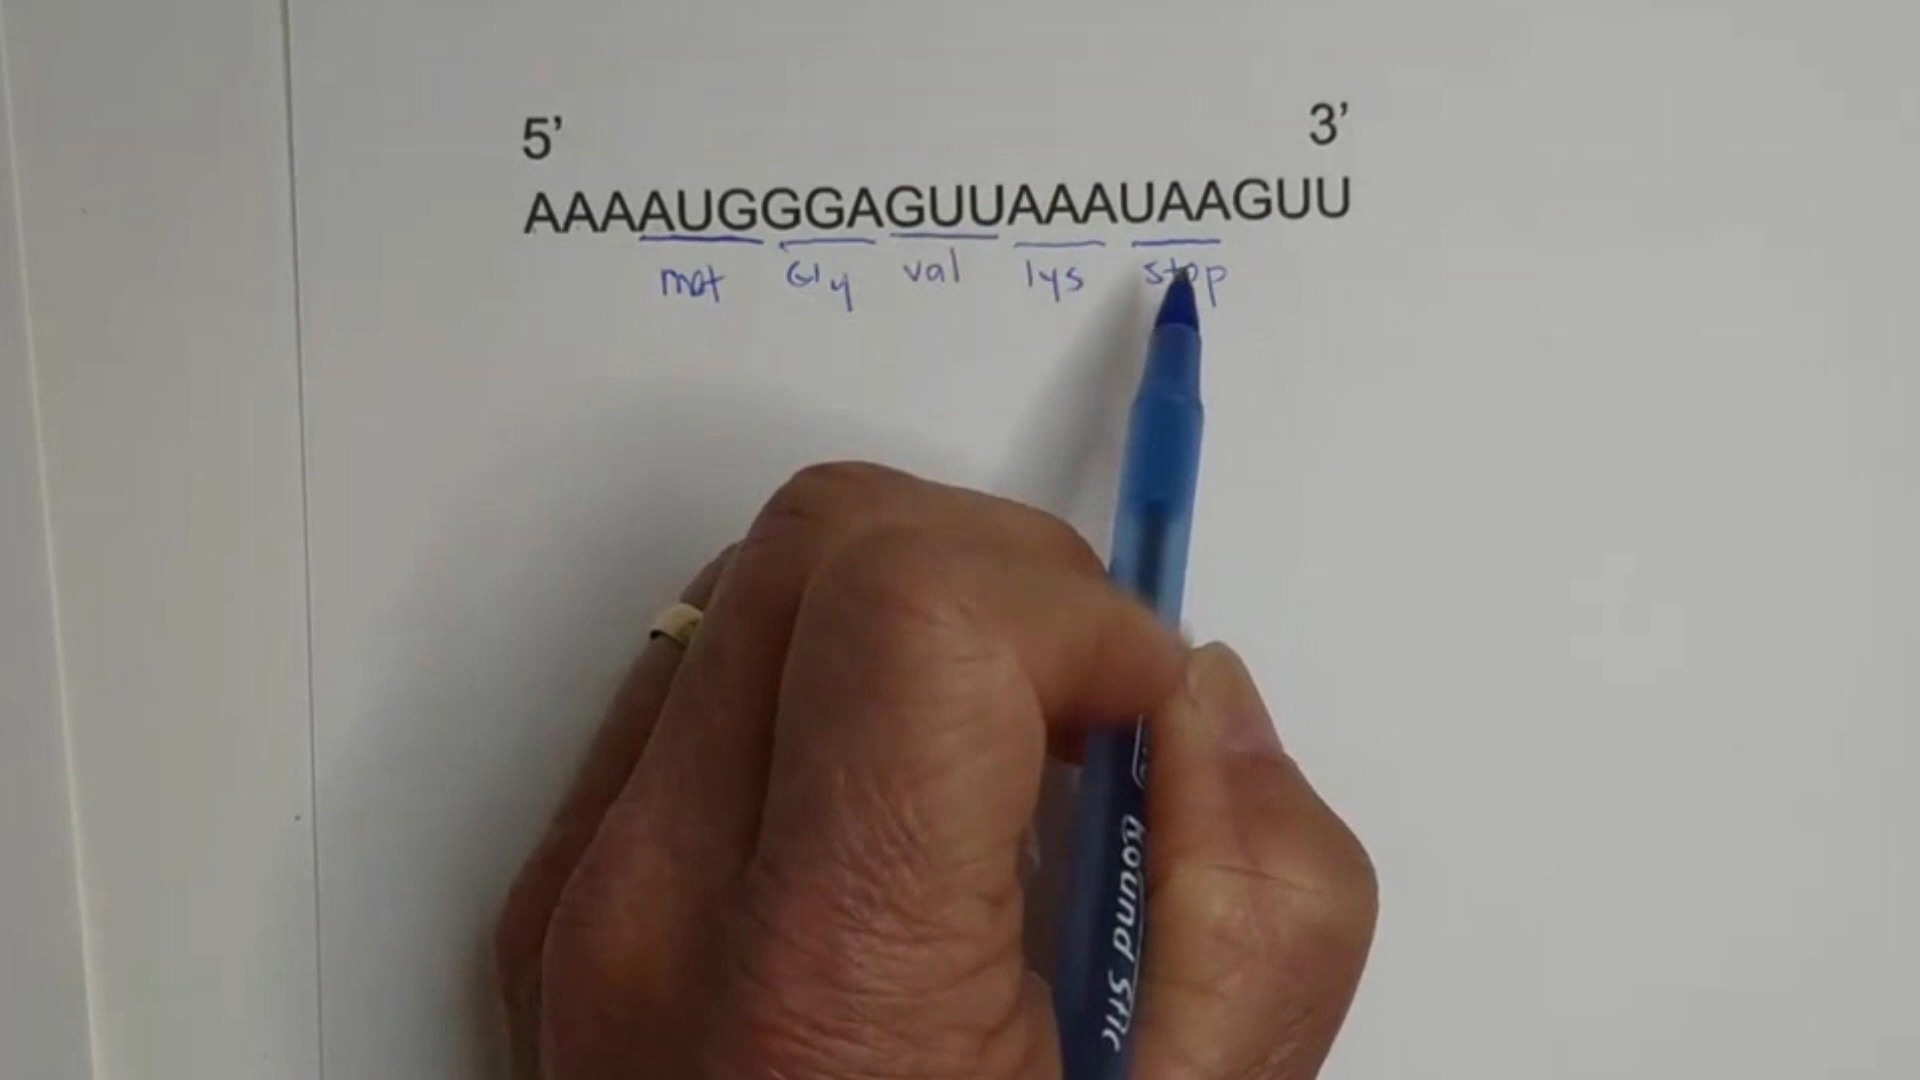 5’ 3’
AAAAUGGGAGUUAAAUAAGUU
met Gly val lys stop
Round Stic